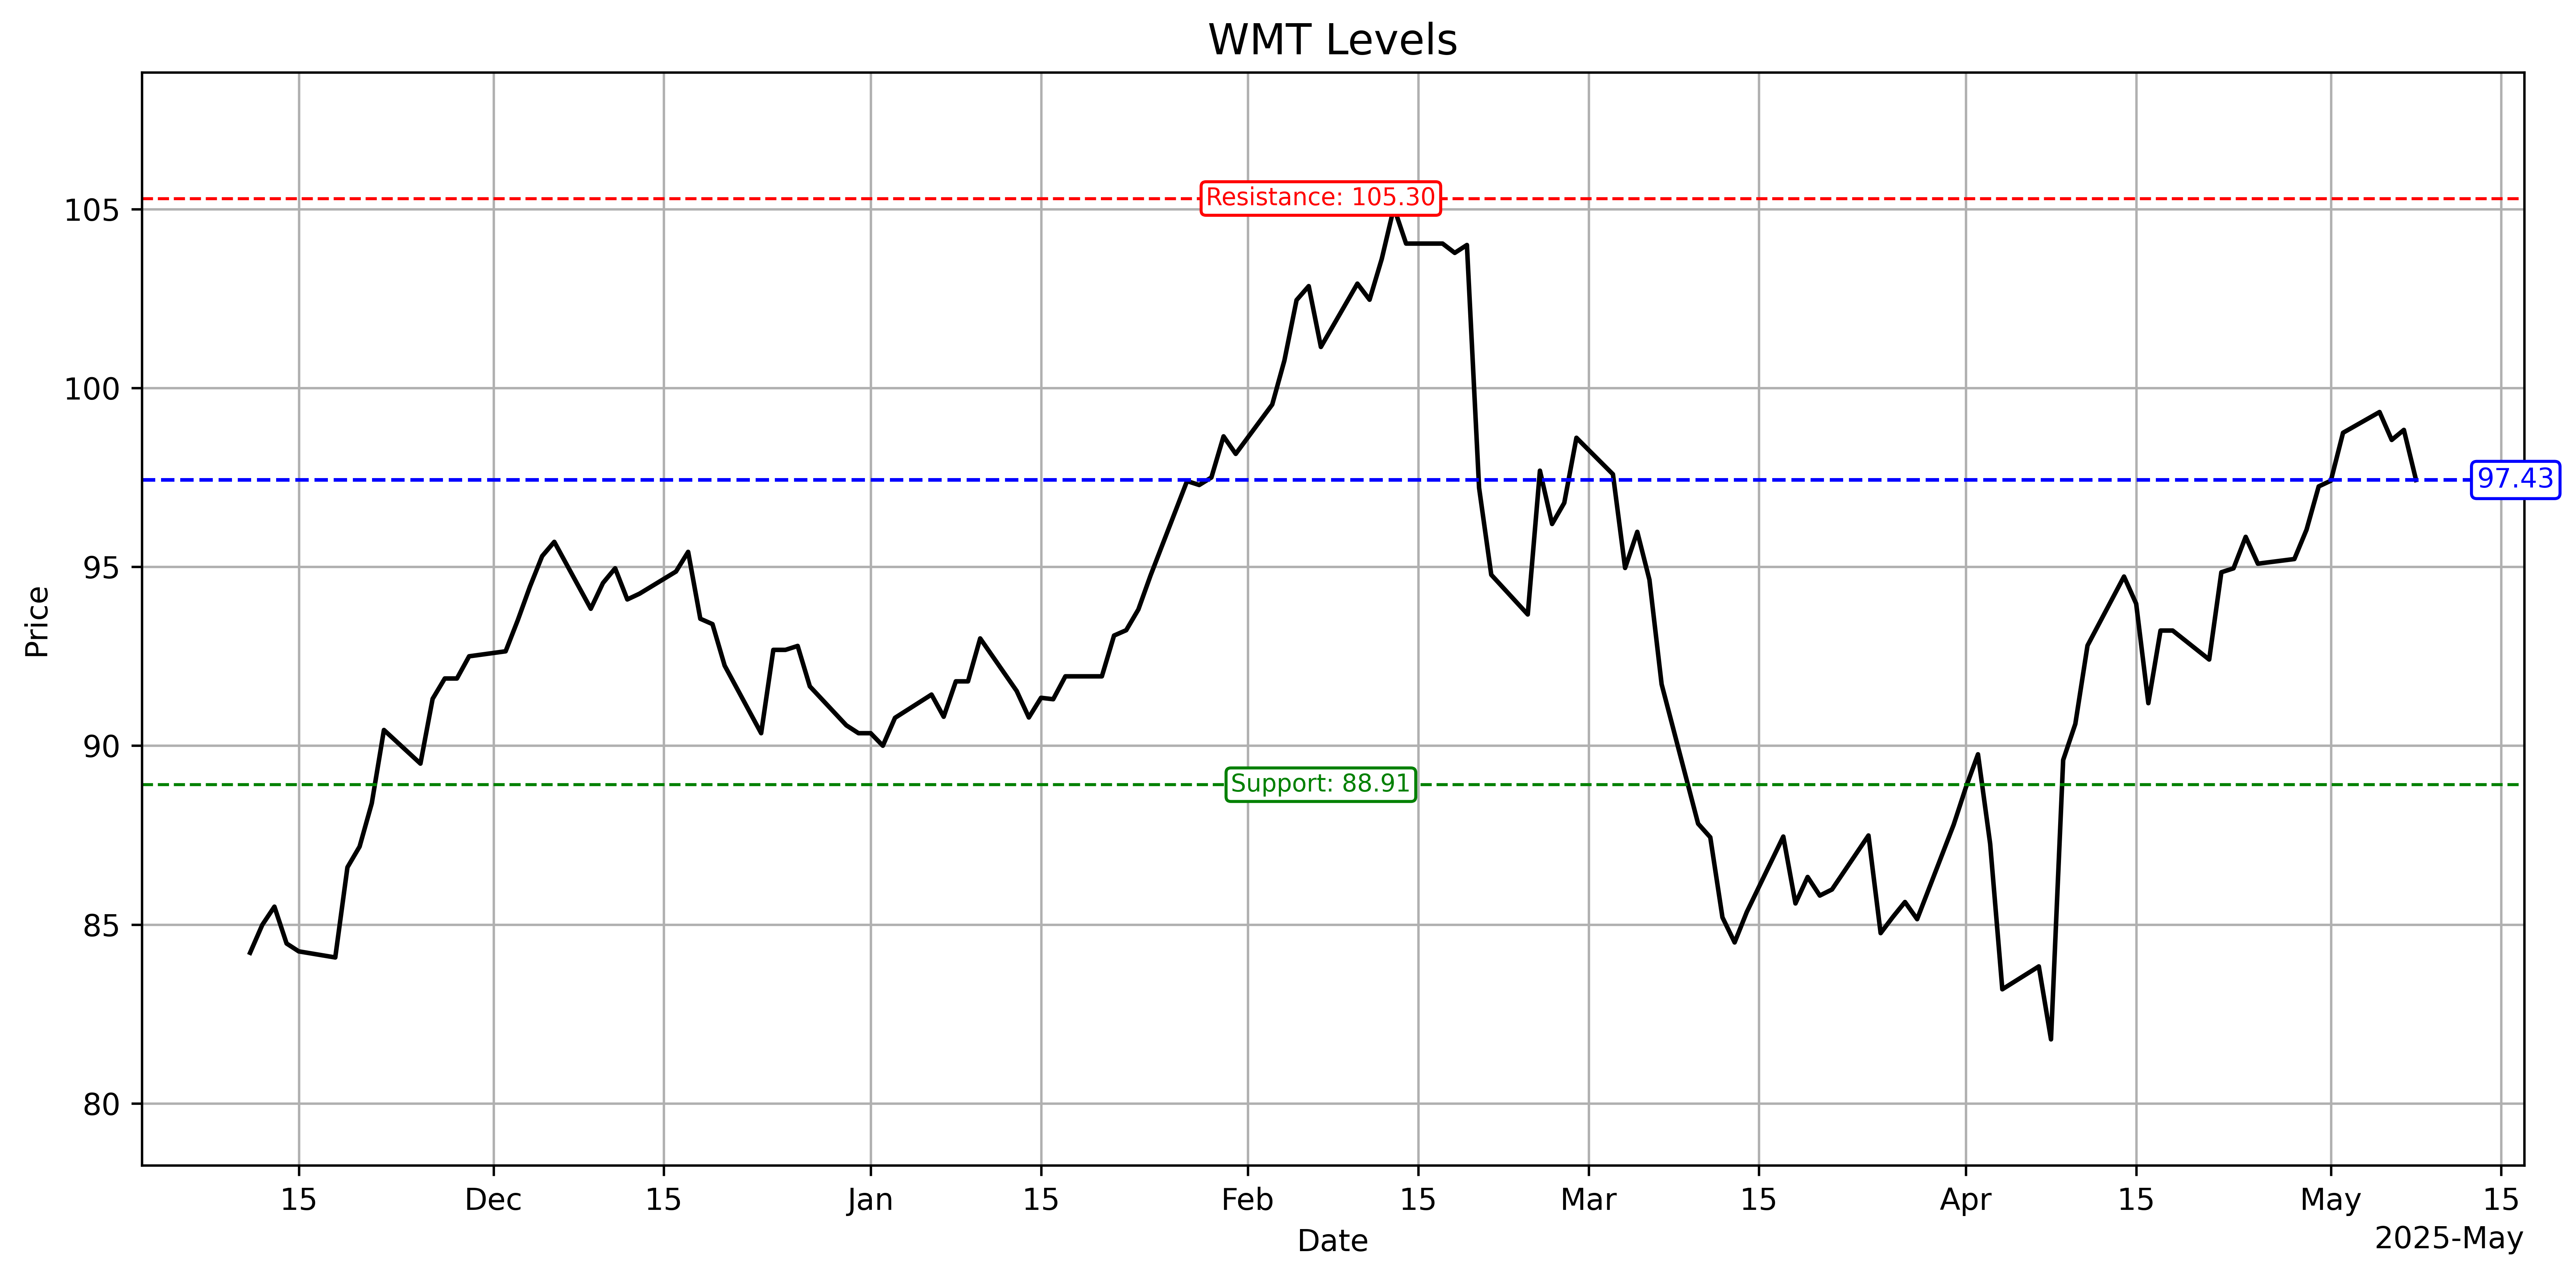 WMT Levels
105
100
95
90
85
80
Price
Resistance: 105.30
97.43
Support: 88.91
15 Dec 15 Jan 15 Feb 15 Mar 15 Apr 15 May 15
Date
2025-May